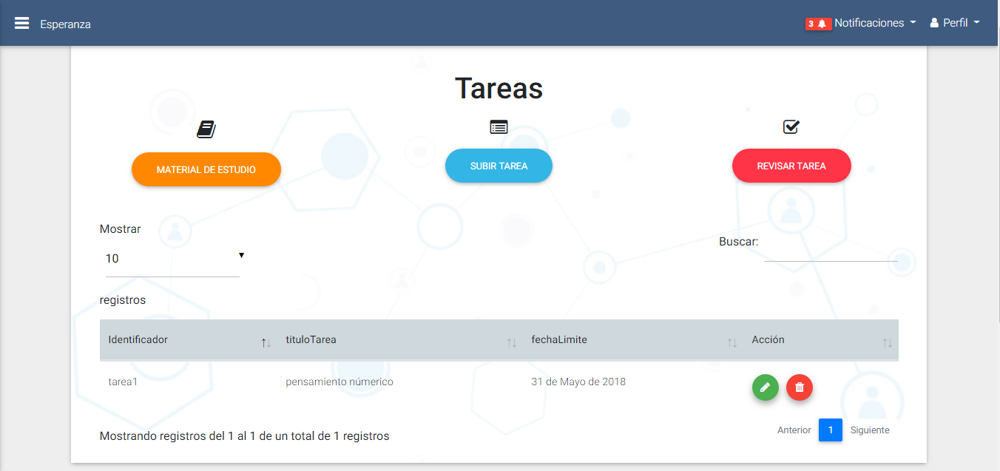 Esperanza
3 Notificaciones Perfil
Tareas
MATERIAL DE ESTUDIO SUBIR TAREA REVISAR TAREA
Mostrar
Buscar:
10
registros
Identificador tituloTarea fechaLimite Acción
tarea1 pensamiento númerico 31 de Mayo de 2018
Mostrando registros del 1 al 1 de un total de 1 registros
Anterior 1 Siguiente